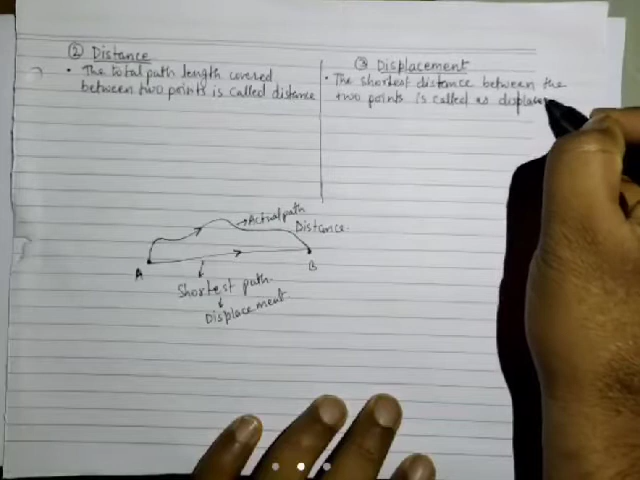 ② Distance
• The total path length covered
between two points is called distance
③ Displacement
• The shortest distance between the
two points is called as displace
→Actual path
Distance.
A
B
Shortest path
↓
Displacement